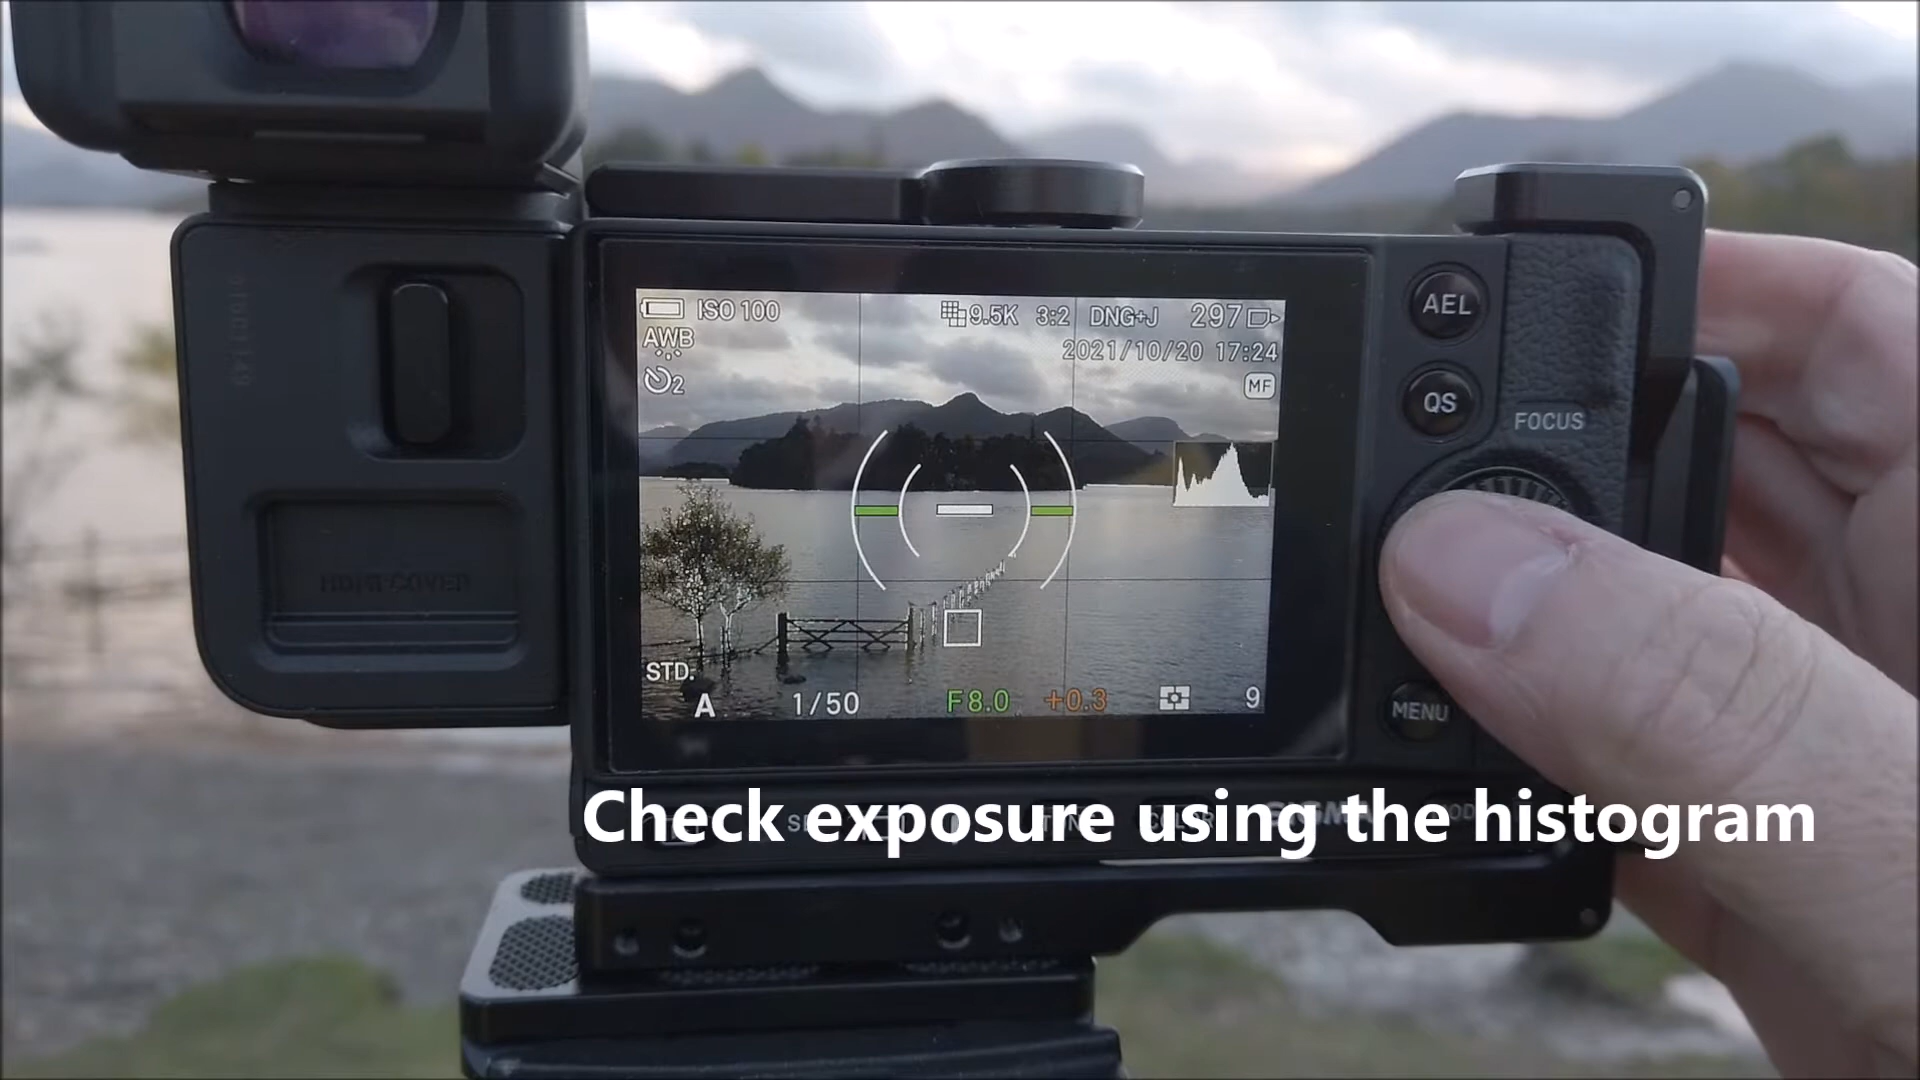 ISO 100 9.5K 3:2 DNG+J 297
AWB 2021/10/20 17:24
2 MF
AEL
QS
FOCUS
STD.
A 1/50 F8.0 +0.3 9
MENU
Check exposure using the histogram